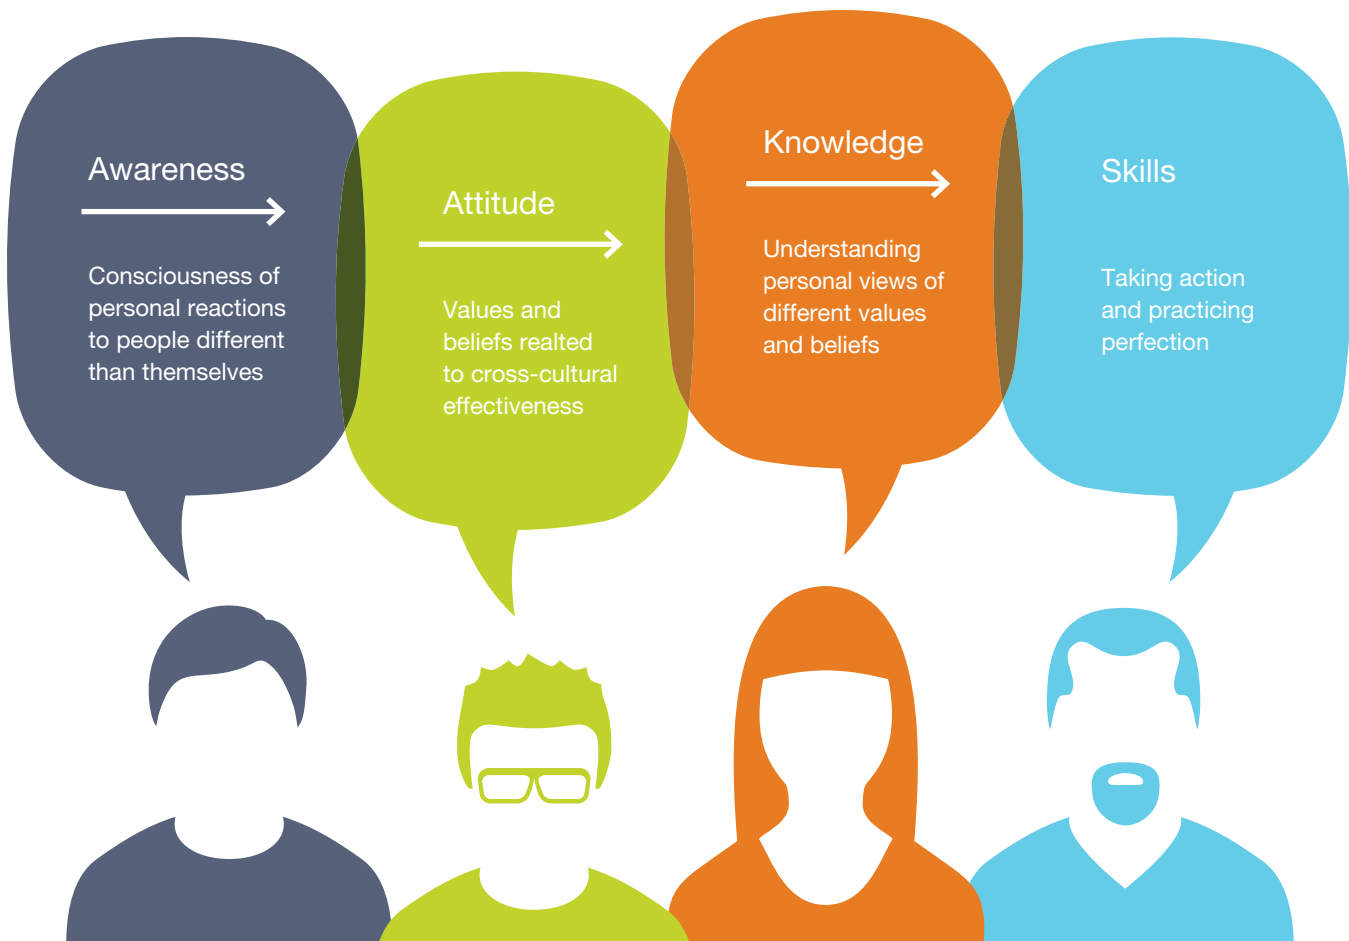 Awareness
Consciousness of
personal reactions
to people different
than themselves
Attitude
Values and
beliefs realted
to cross-cultural
effectiveness
Knowledge
Understanding
personal views of
different values
and beliefs
Skills
Taking action
and practicing
perfection